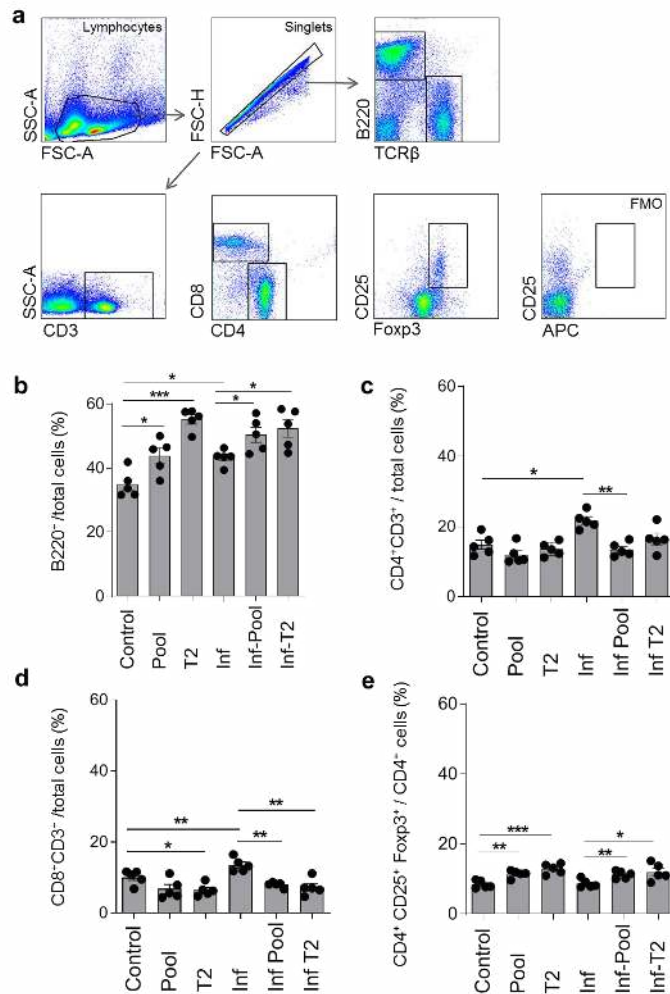 a
Lymphocytes
SSC-A
FSC-A
Singlets
FSC-H
FSC-A
B220
TCRβ
SSC-A
CD3
CD8
CD4
CD25
Foxp3
FMO
CD25
APC
b
B220⁻/total cells (%)
60
40
20
0
*
***
*
*
*
Control
Pool
T2
Inf
Inf-Pool
Inf-T2
c
CD4⁺CD3⁺ / total cells (%)
60
40
20
0
*
**
Control
Pool
T2
Inf
Inf Pool
Inf-T2
d
CD8⁻CD3⁻ /total cells (%)
60
40
20
0
**
*
**
**
Control
Pool
T2
Inf
Inf Pool
Inf T2
e
CD4⁺ CD25⁺ Foxp3⁺ / CD4⁻ cells (%)
60
40
20
0
***
**
*
**
Control
Pool
T2
Inf
Inf-Pool
Inf-T2